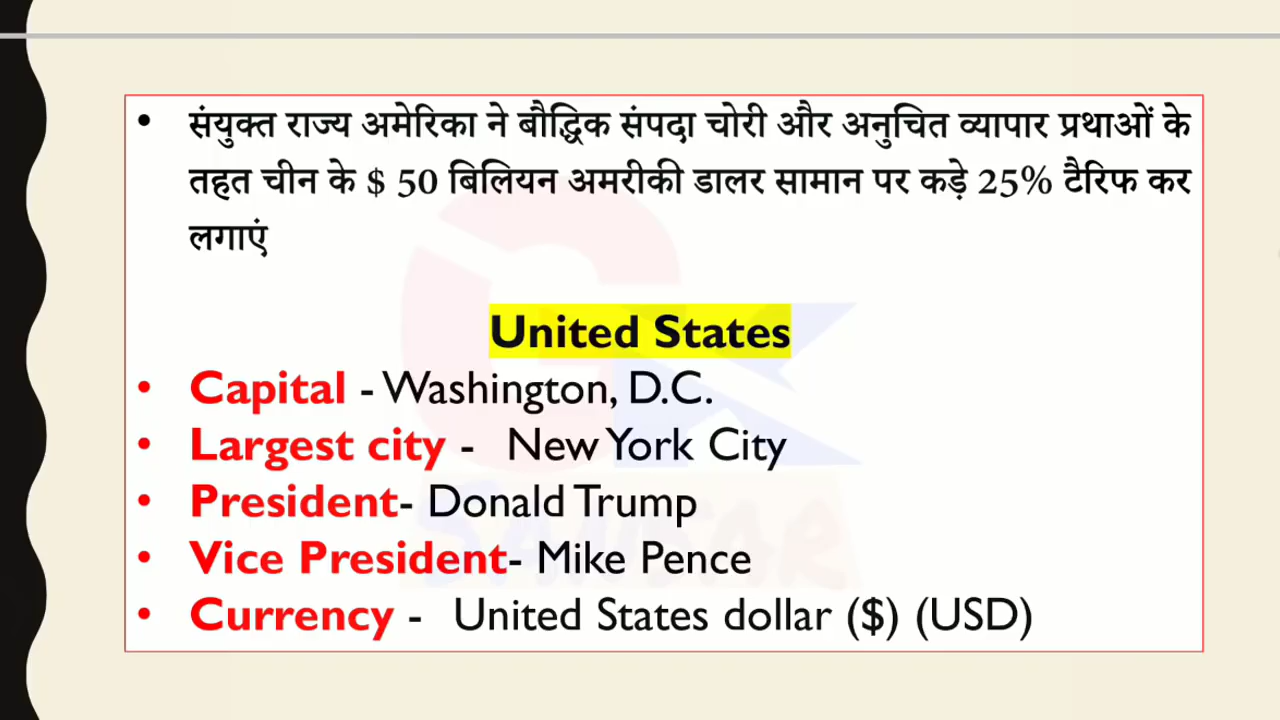 • संयुक्त राज्य अमेरिका ने बौद्धिक संपदा चोरी और अनुचित व्यापार प्रथाओं के
तहत चीन के $ 50 बिलियन अमरीकी डालर सामान पर कड़े 25% टैरिफ कर
लगाएं
United States
• Capital - Washington, D.C.
• Largest city - New York City
• President- Donald Trump
• Vice President- Mike Pence
• Currency - United States dollar ($) (USD)